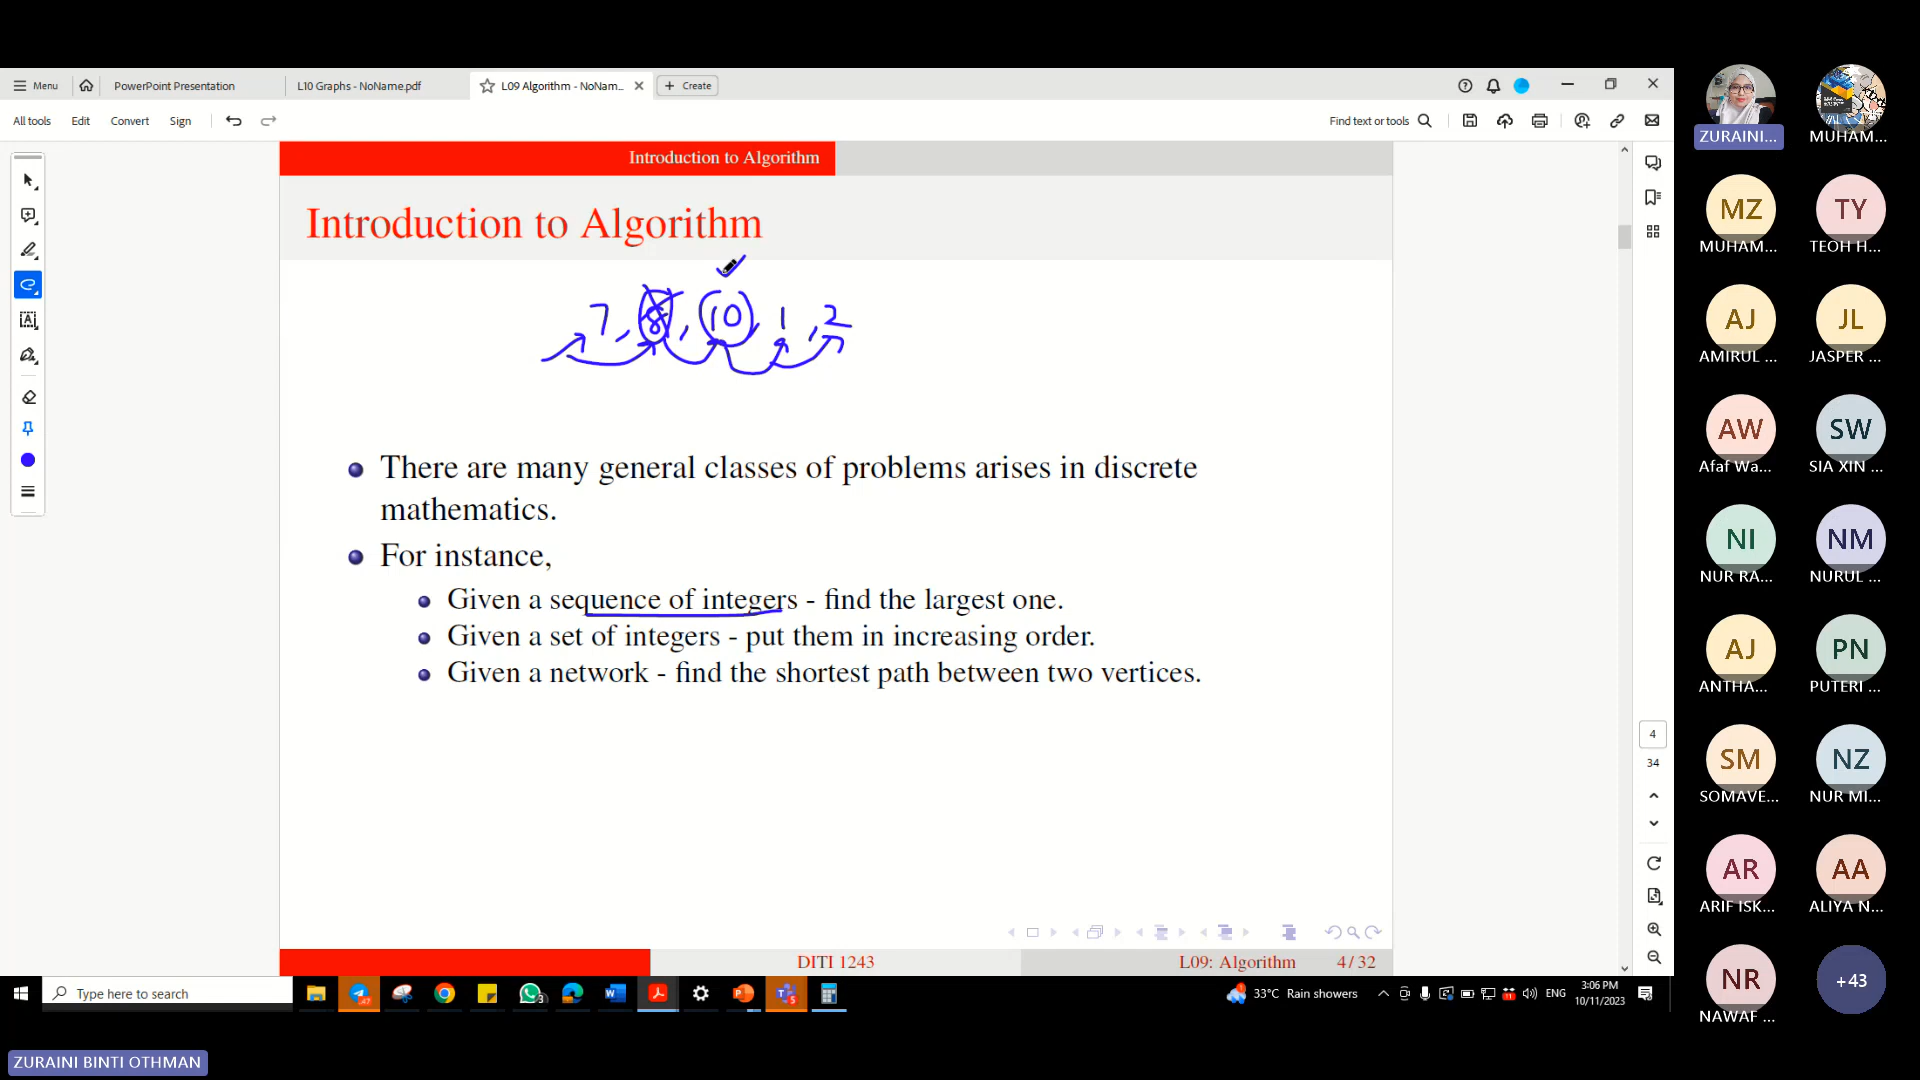 Menu
PowerPoint Presentation
L10 Graphs - NoName.pdf
L09 Algorithm - NoNam...
Create
All tools
Edit
Convert
Sign
Find text or tools
Introduction to Algorithm
Introduction to Algorithm
7, 8, 10, 1, 2
There are many general classes of problems arises in discrete
mathematics.
For instance,
Given a sequence of integers - find the largest one.
Given a set of integers - put them in increasing order.
Given a network - find the shortest path between two vertices.
4
34
DITI 1243
L09: Algorithm
4 / 32
Type here to search
33°C Rain showers
ENG
3:06 PM
10/11/2023
ZURAINI BINTI OTHMAN
ZURAINI...
MUHAM...
MZ
MUHAM...
TY
TEOH H...
AJ
AMIRUL ...
JL
JASPER ...
AW
Afaf Wa...
SW
SIA XIN ...
NI
NUR RA...
NM
NURUL ...
AJ
ANTHA...
PN
PUTERI ...
SM
SOMAVE...
NZ
NUR MI...
AR
ARIF ISK...
AA
ALIYA N...
NR
NAWAF ...
+43